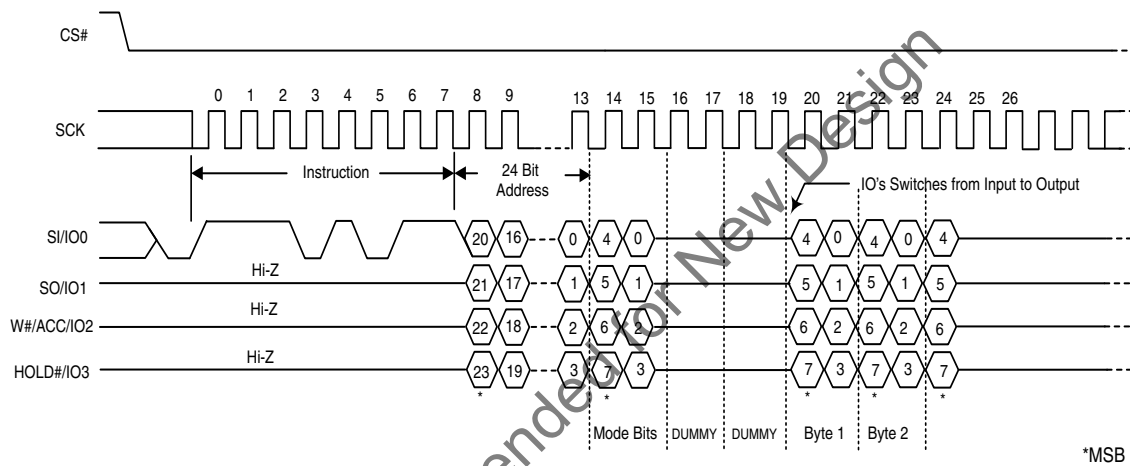 CS#
0 1 2 3 4 5 6 7 8 9 13 14 15 16 17 18 19 20 21 22 23 24 25 26
SCK
Instruction
24 Bit
Address
IO's Switches from Input to Output
SI/IO0
20 16 0 4 0 4 0 4 0 4
Hi-Z
SO/IO1
21 17 1 5 1 5 1 5 1 5
Hi-Z
W#/ACC/IO2
22 18 2 6 2 6 2 6 2 6
Hi-Z
HOLD#/IO3
23 19 3 7 3 7 3 7 3 7
* * * * *
Mode Bits DUMMY DUMMY Byte 1 Byte 2
*MSB
ended for New Design